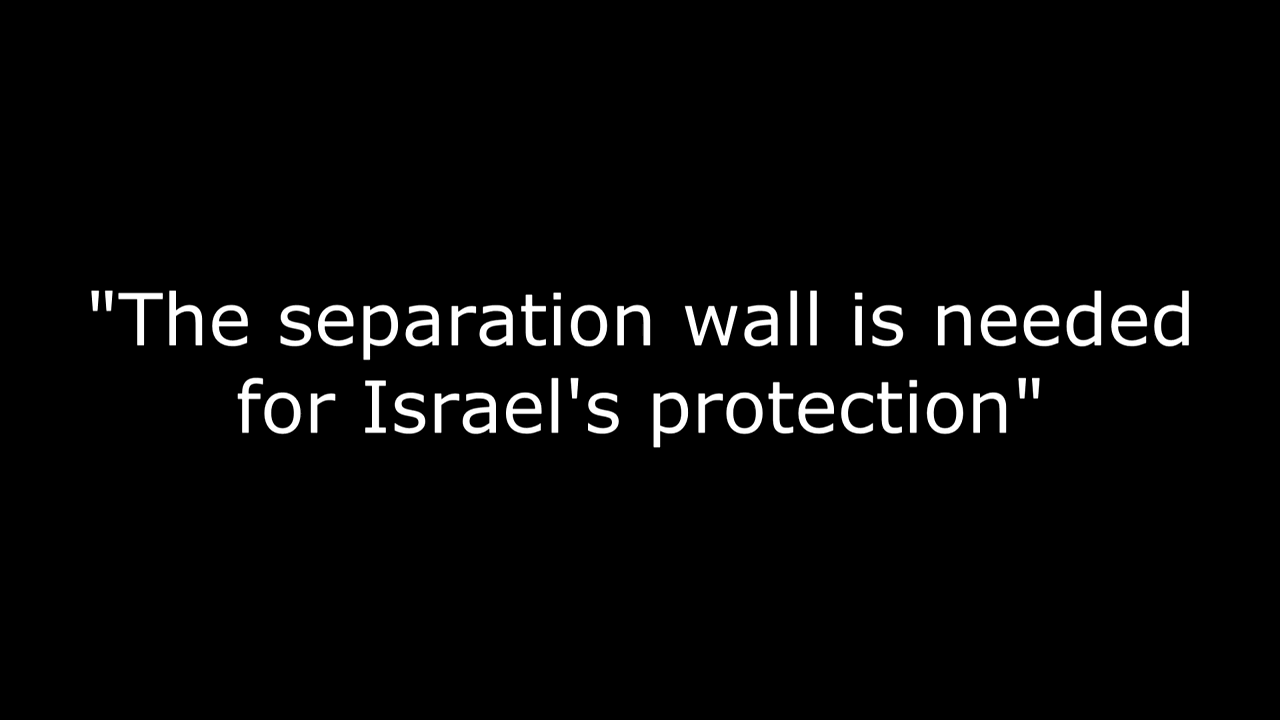 "The separation wall is needed
for Israel's protection"